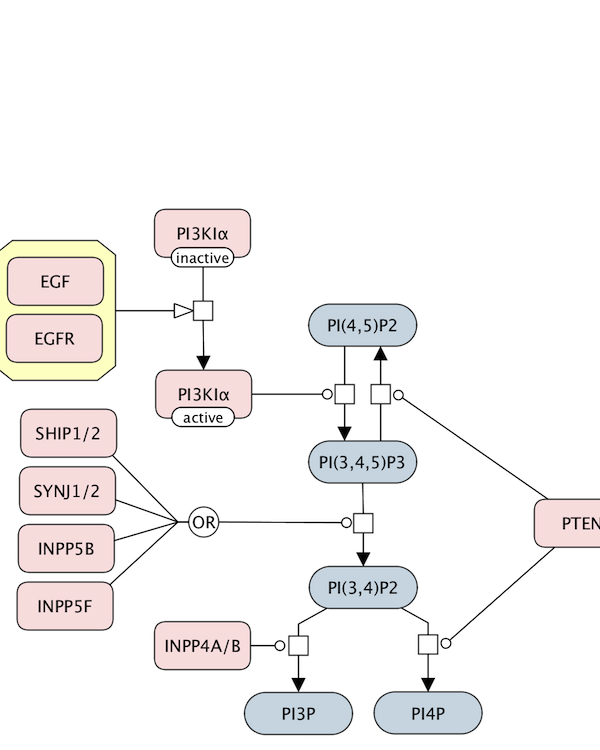 PI3KIα
inactive
EGF
EGFR
PI(4,5)P2
PI3KIα
active
SHIP1/2
PI(3,4,5)P3
SYNJ1/2
OR
PTEN
INPP5B
INPP5F
PI(3,4)P2
INPP4A/B
PI3P
PI4P